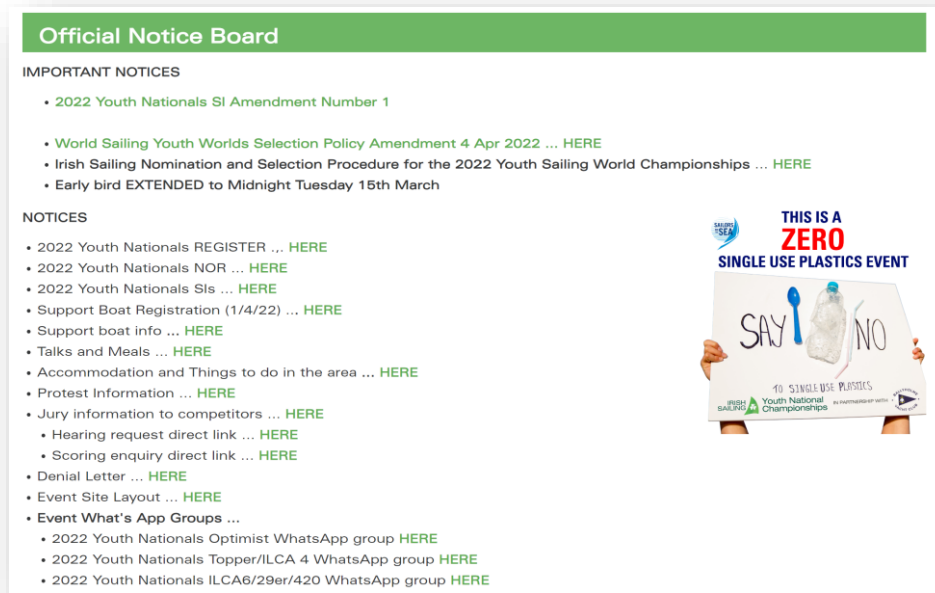 Official Notice Board
IMPORTANT NOTICES
• 2022 Youth Nationals SI Amendment Number 1
• World Sailing Youth Worlds Selection Policy Amendment 4 Apr 2022 ... HERE
• Irish Sailing Nomination and Selection Procedure for the 2022 Youth Sailing World Championships ... HERE
• Early bird EXTENDED to Midnight Tuesday 15th March
NOTICES
• 2022 Youth Nationals REGISTER .,. HERE
• 2022 Youth Nationals NOR ... HERE
• 2022 Youth Nationals SIs ... HERE
• Support Boat Registration (1/4/22) ... HERE
• Support boat info ... HERE
• Talks and Meals ... HERE
• Accommodation and Things to do in the area ... HERE
• Protest Information ... HERE
• Jury information to competitors ... HERE
• Hearing request direct link ... HERE
• Scoring enquiry direct link ... HERE
• Denial Letter ... HERE
• Event Site Layout ... HERE
• Event What's App Groups ...
• 2022 Youth Nationals Optimist WhatsApp group HERE
• 2022 Youth Nationals Topper/ILCA 4 WhatsApp group HERE
• 2022 Youth Nationals ILCA6/29er/420 WhatsApp group HERE
SAILORS
SEA
THIS IS A
ZERO
SINGLE USE PLASTICS EVENT
SAY NO
TO SINGLE USE PLASTICS
IRISH SAILING
Youth National Championships
IN PARTNERSHIP WITH